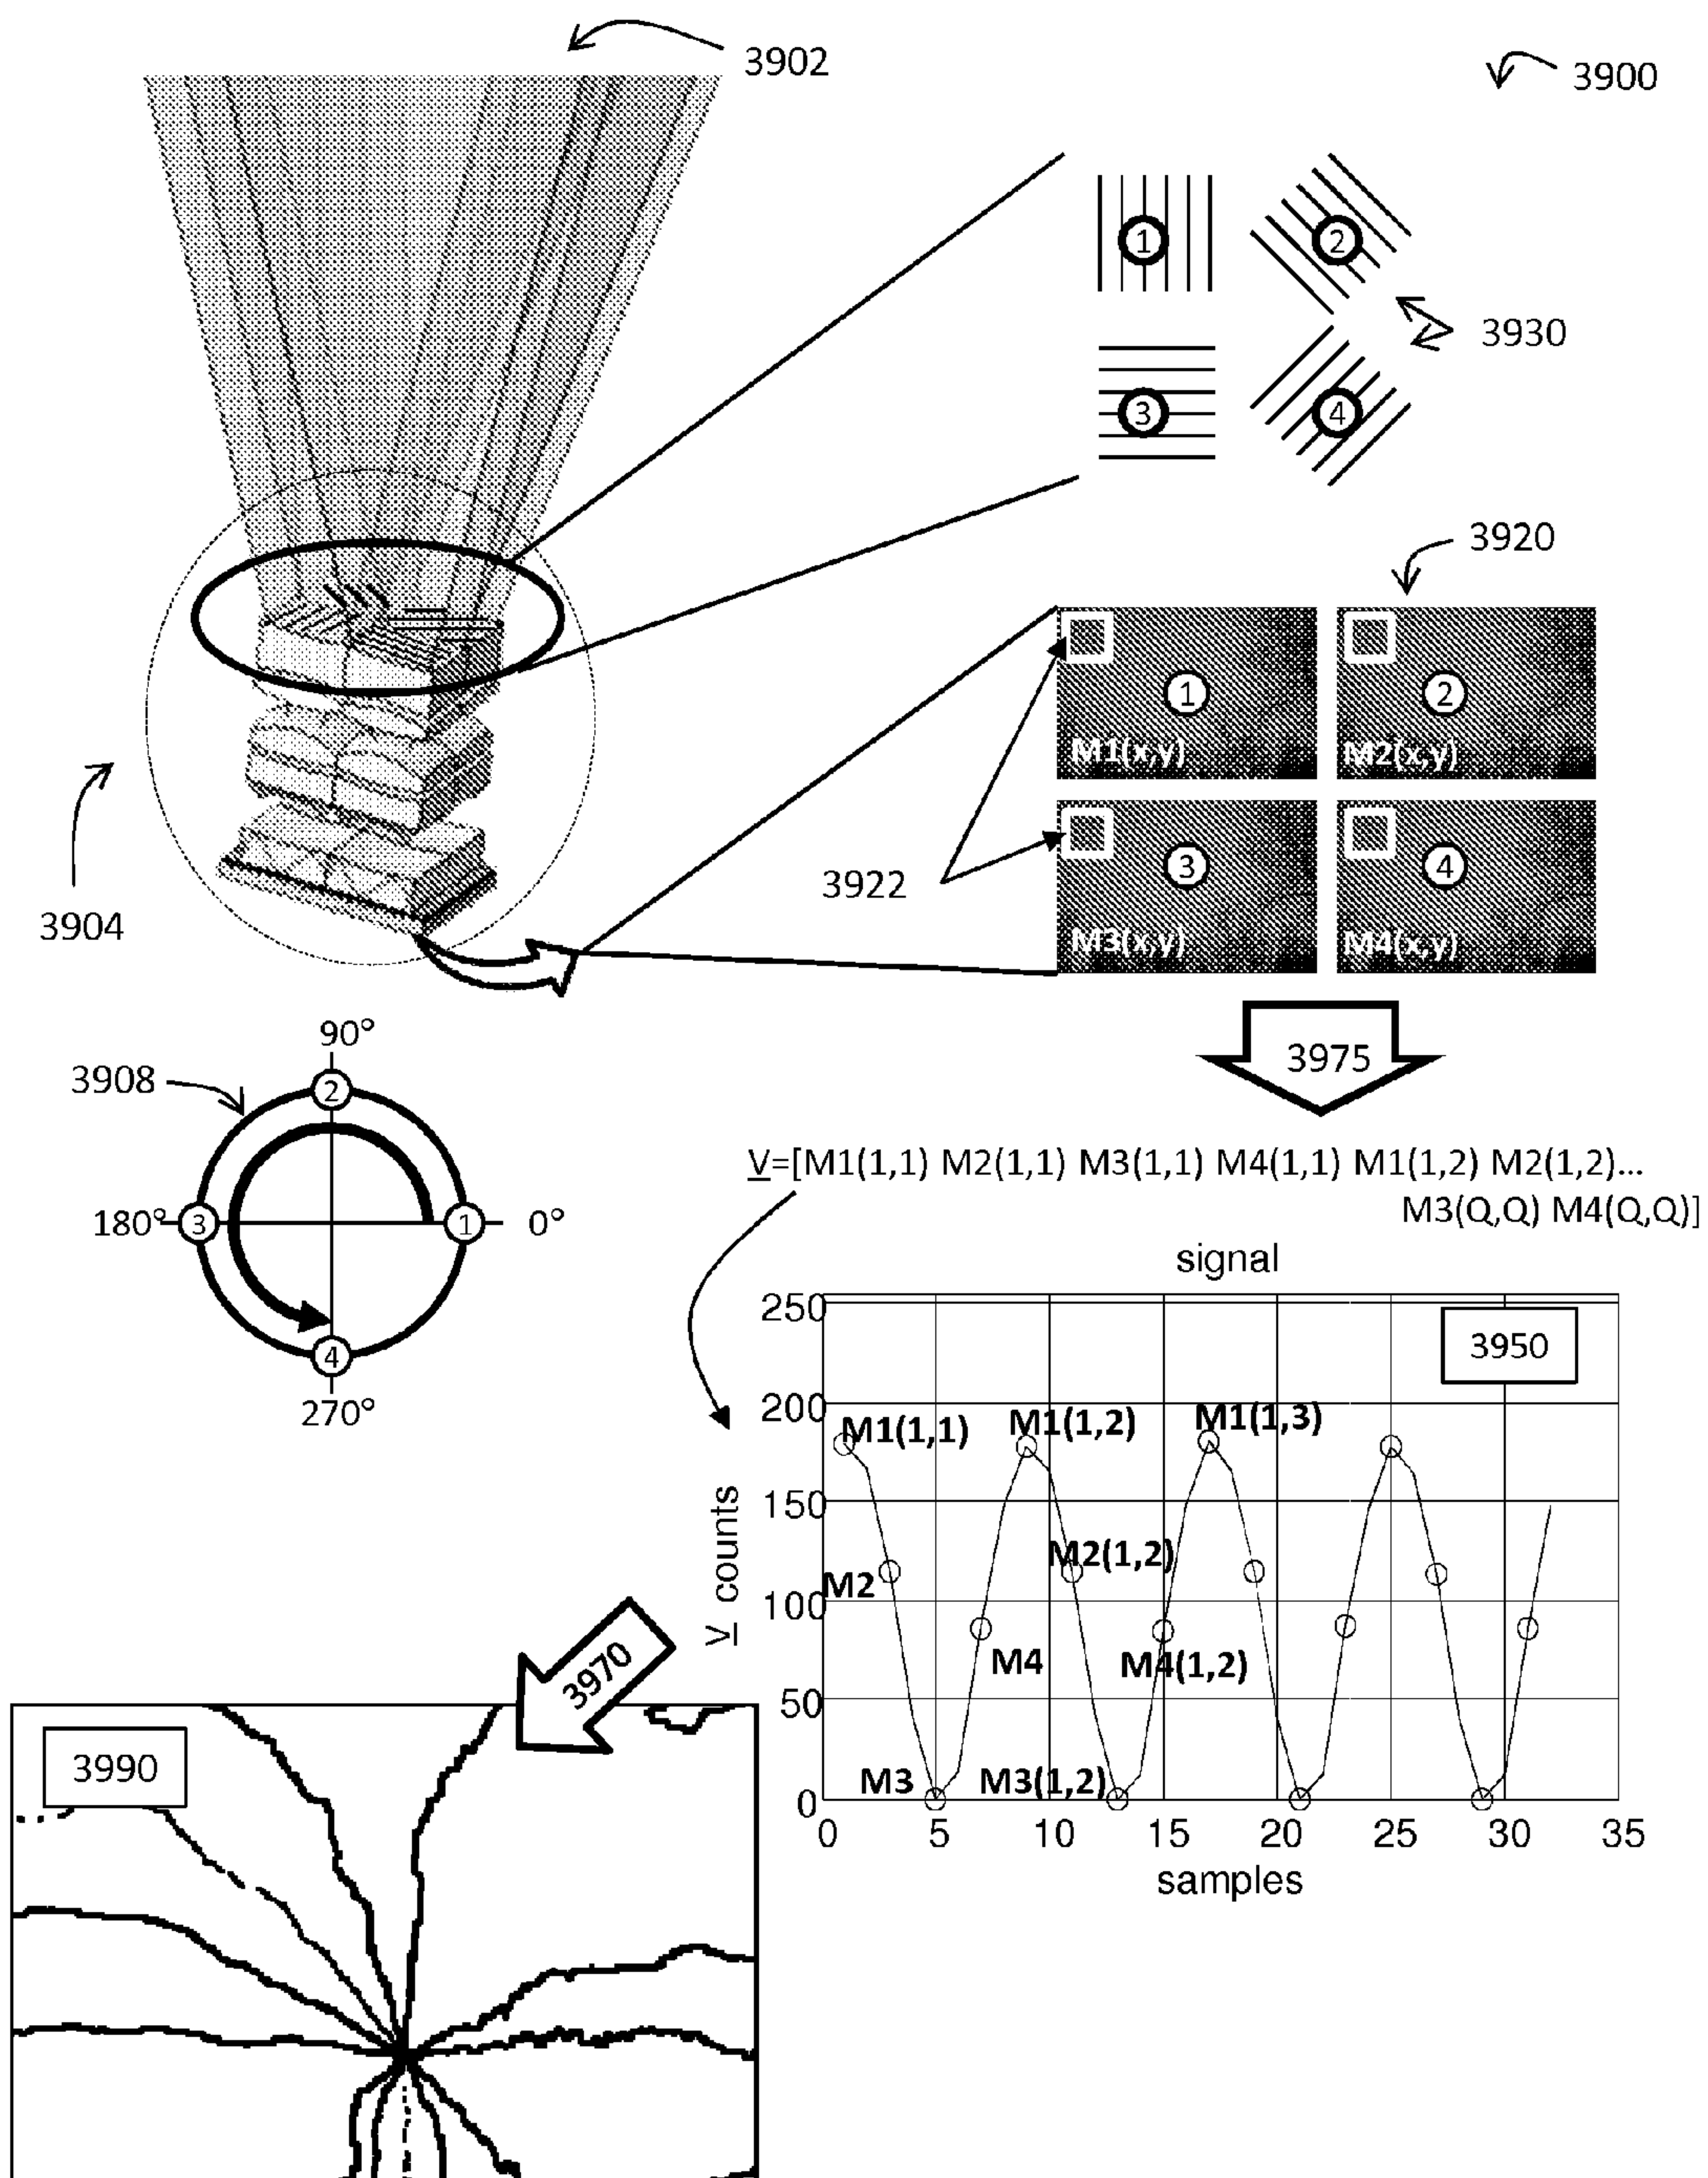 3902
3900
1
2
3930
3
4
3920
1
2
M1(x,y)
M2(x,y)
3922
3
4
M3(x,y)
M4(x,y)
3904
90°
3908
2
180°
3
1
0°
4
270°
3975
V=[M1(1,1) M2(1,1) M3(1,1) M4(1,1) M1(1,2) M2(1,2)...
M3(Q,Q) M4(Q,Q)]
signal
250
3950
200
M1(1,1)
M1(1,2)
M1(1,3)
150
V counts
M2(1,2)
M2
100
M4
M4(1,2)
50
M3
M3(1,2)
0
0 5 10 15 20 25 30 35
samples
3970
3990